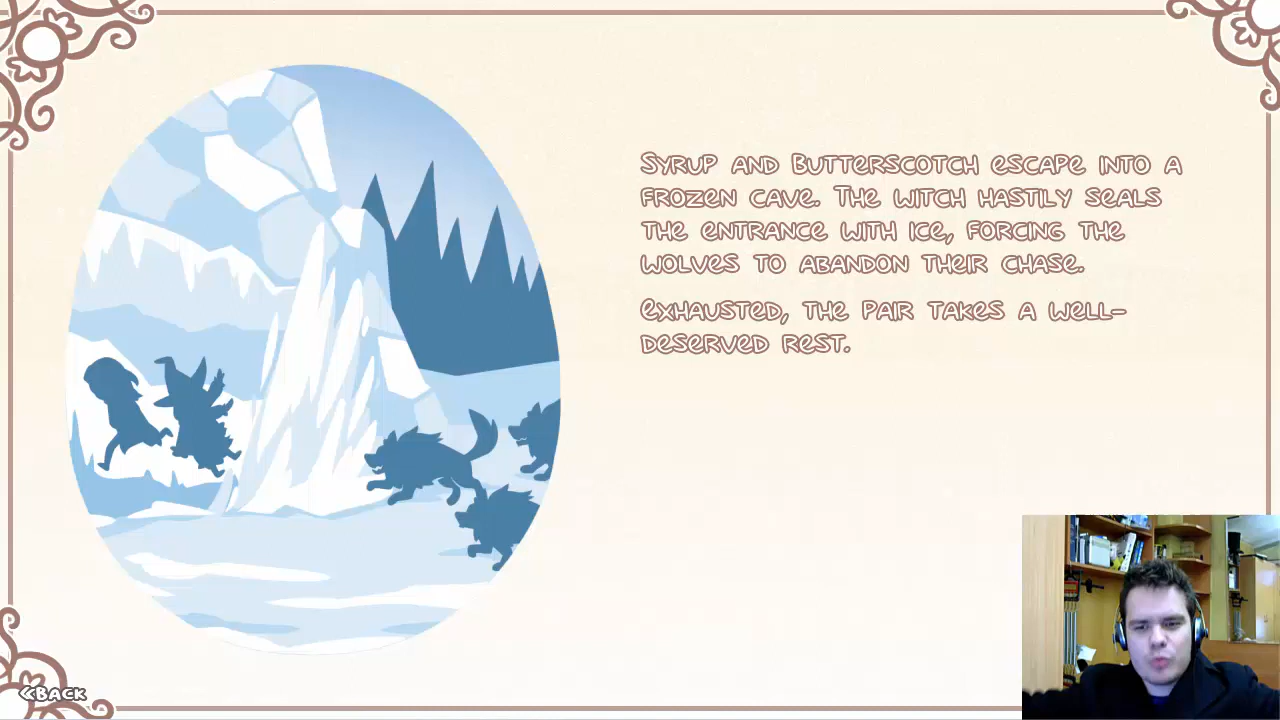 Syrup and Butterscotch escape into a
frozen cave. The witch hastily seals
the entrance with ice, forcing the
wolves to abandon their chase.
Exhausted, the pair takes a well-
deserved rest.
«Back